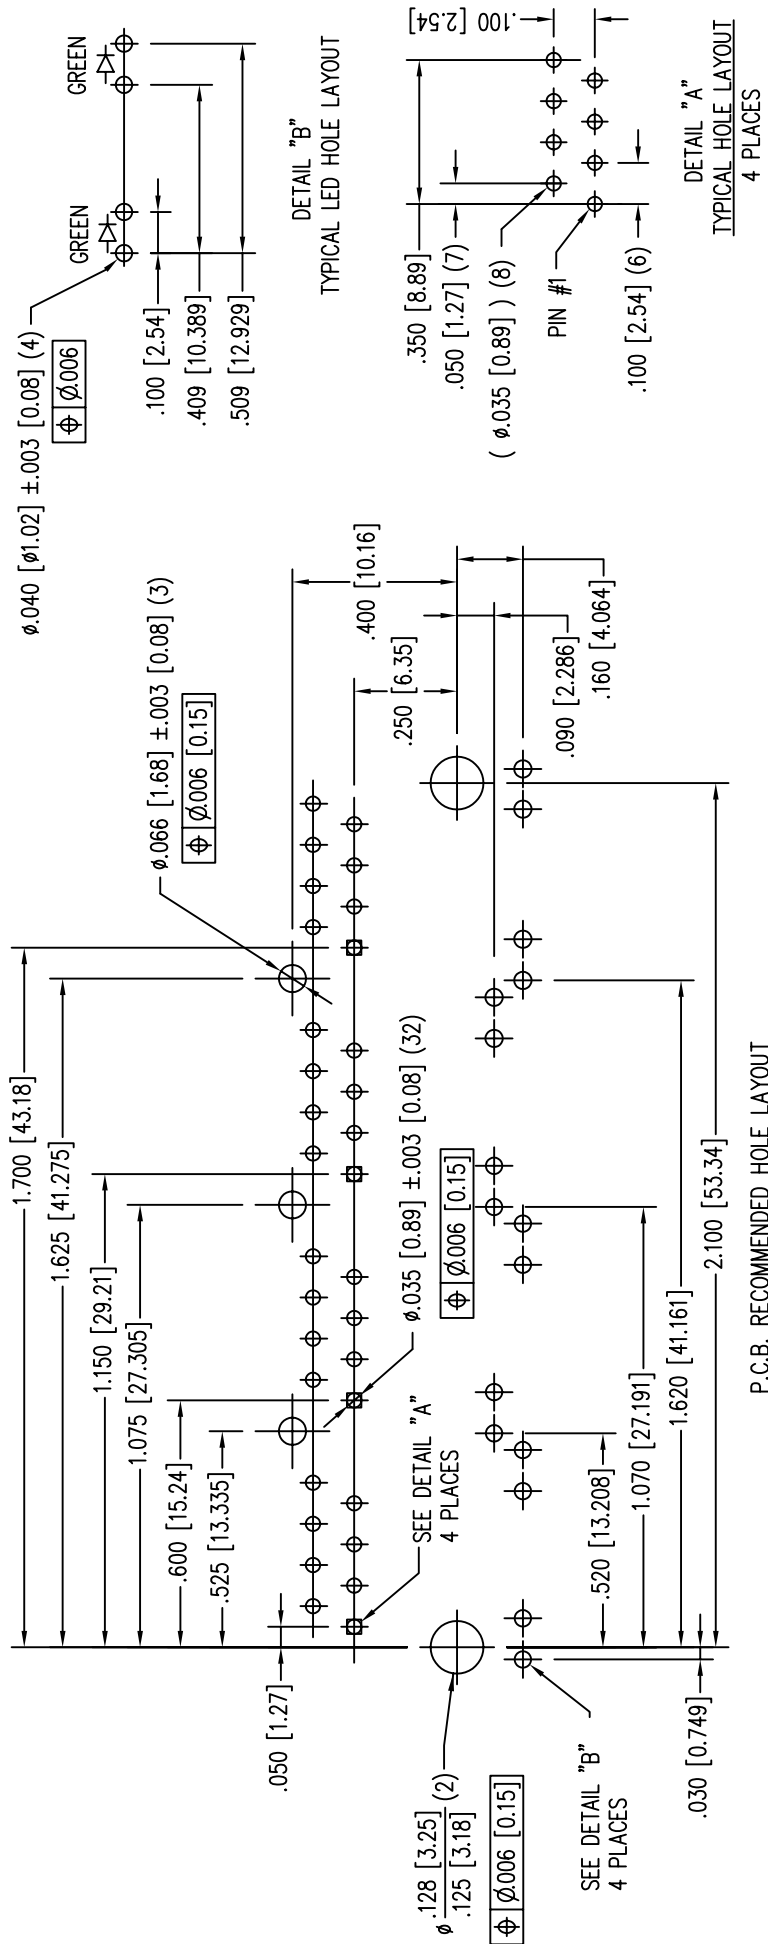 1.700 [43.18]
1.625 [41.275]
1.150 [29.21]
1.075 [27.305]
.600 [15.24]
.525 [13.335]
.050 [1.27]
ø.066 [1.68] ±.003 [0.08] (3)
⌖ Ø.006 [0.15]
.400 [10.16]
.250 [6.35]
ø.035 [0.89] ±.003 [0.08] (32)
⌖ Ø.006 [0.15]
SEE DETAIL "A"
4 PLACES
ø .128 [3.25] (2)
.125 [3.18]
⌖ Ø.006 [0.15]
SEE DETAIL "B"
4 PLACES
.030 [0.749]
.520 [13.208]
1.070 [27.191]
1.620 [41.161]
2.100 [53.34]
.090 [2.286]
.160 [4.064]
P.C.B. RECOMMENDED HOLE LAYOUT
ø.040 [ø1.02] ±.003 [0.08] (4)
⌖ Ø.006
GREEN
GREEN
.100 [2.54]
.409 [10.389]
.509 [12.929]
DETAIL "B"
TYPICAL LED HOLE LAYOUT
.100
[2.54]
.350 [8.89]
.050 [1.27] (7)
( ø.035 [0.89] ) (8)
PIN #1
.100 [2.54] (6)
DETAIL "A"
TYPICAL HOLE LAYOUT
4 PLACES